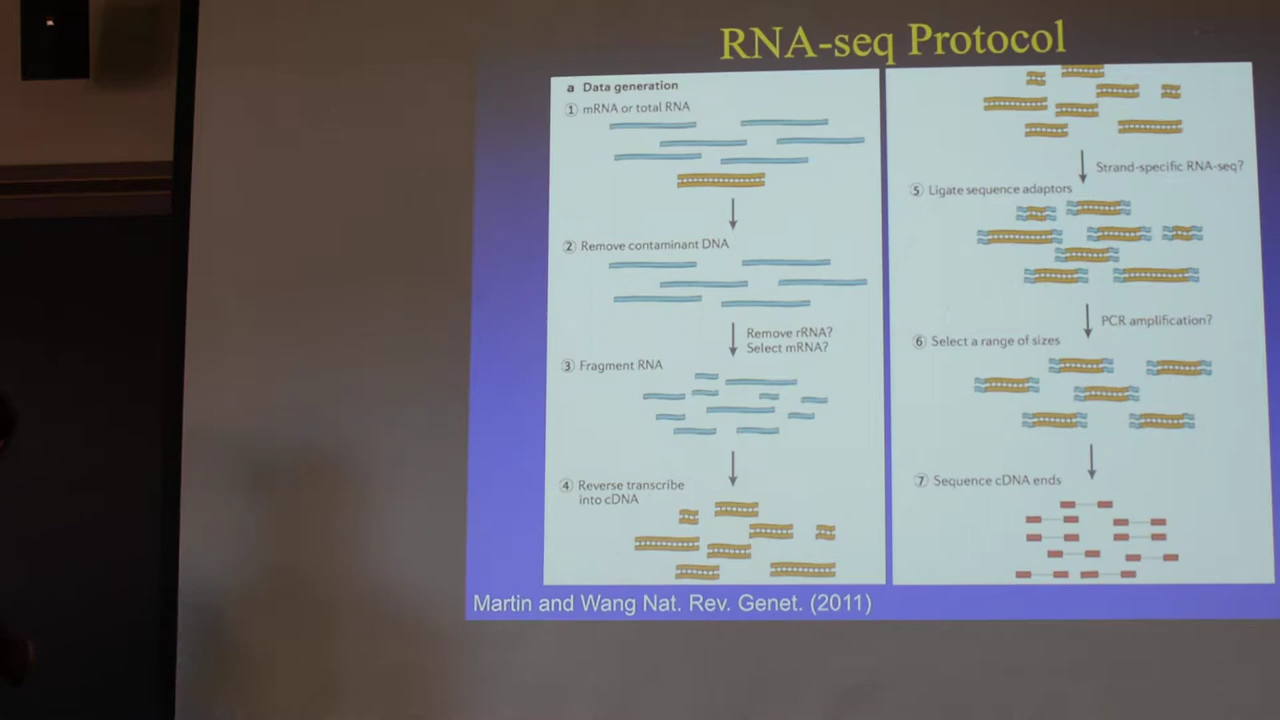 RNA-seq Protocol
a Data generation
① mRNA or total RNA
② Remove contaminant DNA
Remove rRNA?
Select mRNA?
③ Fragment RNA
④ Reverse transcribe
into cDNA
Strand-specific RNA-seq?
⑤ Ligate sequence adaptors
PCR amplification?
⑥ Select a range of sizes
⑦ Sequence cDNA ends
Martin and Wang Nat. Rev. Genet. (2011)